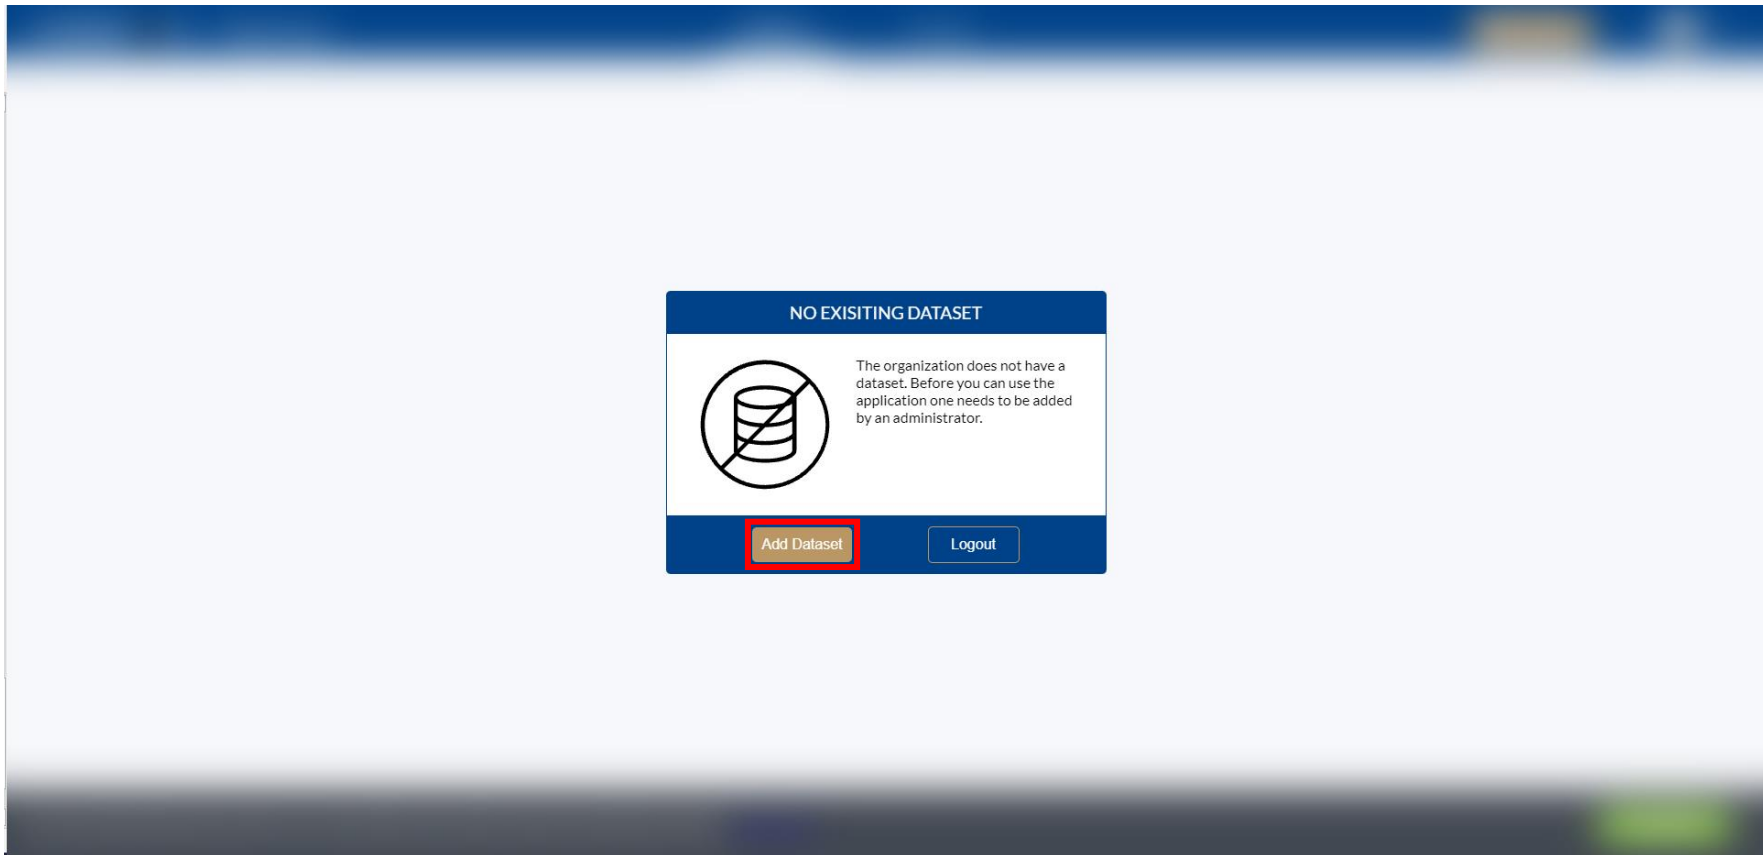 NO EXISITING DATASET
The organization does not have a
dataset. Before you can use the
application one needs to be added
by an administrator.
Add Dataset
Logout